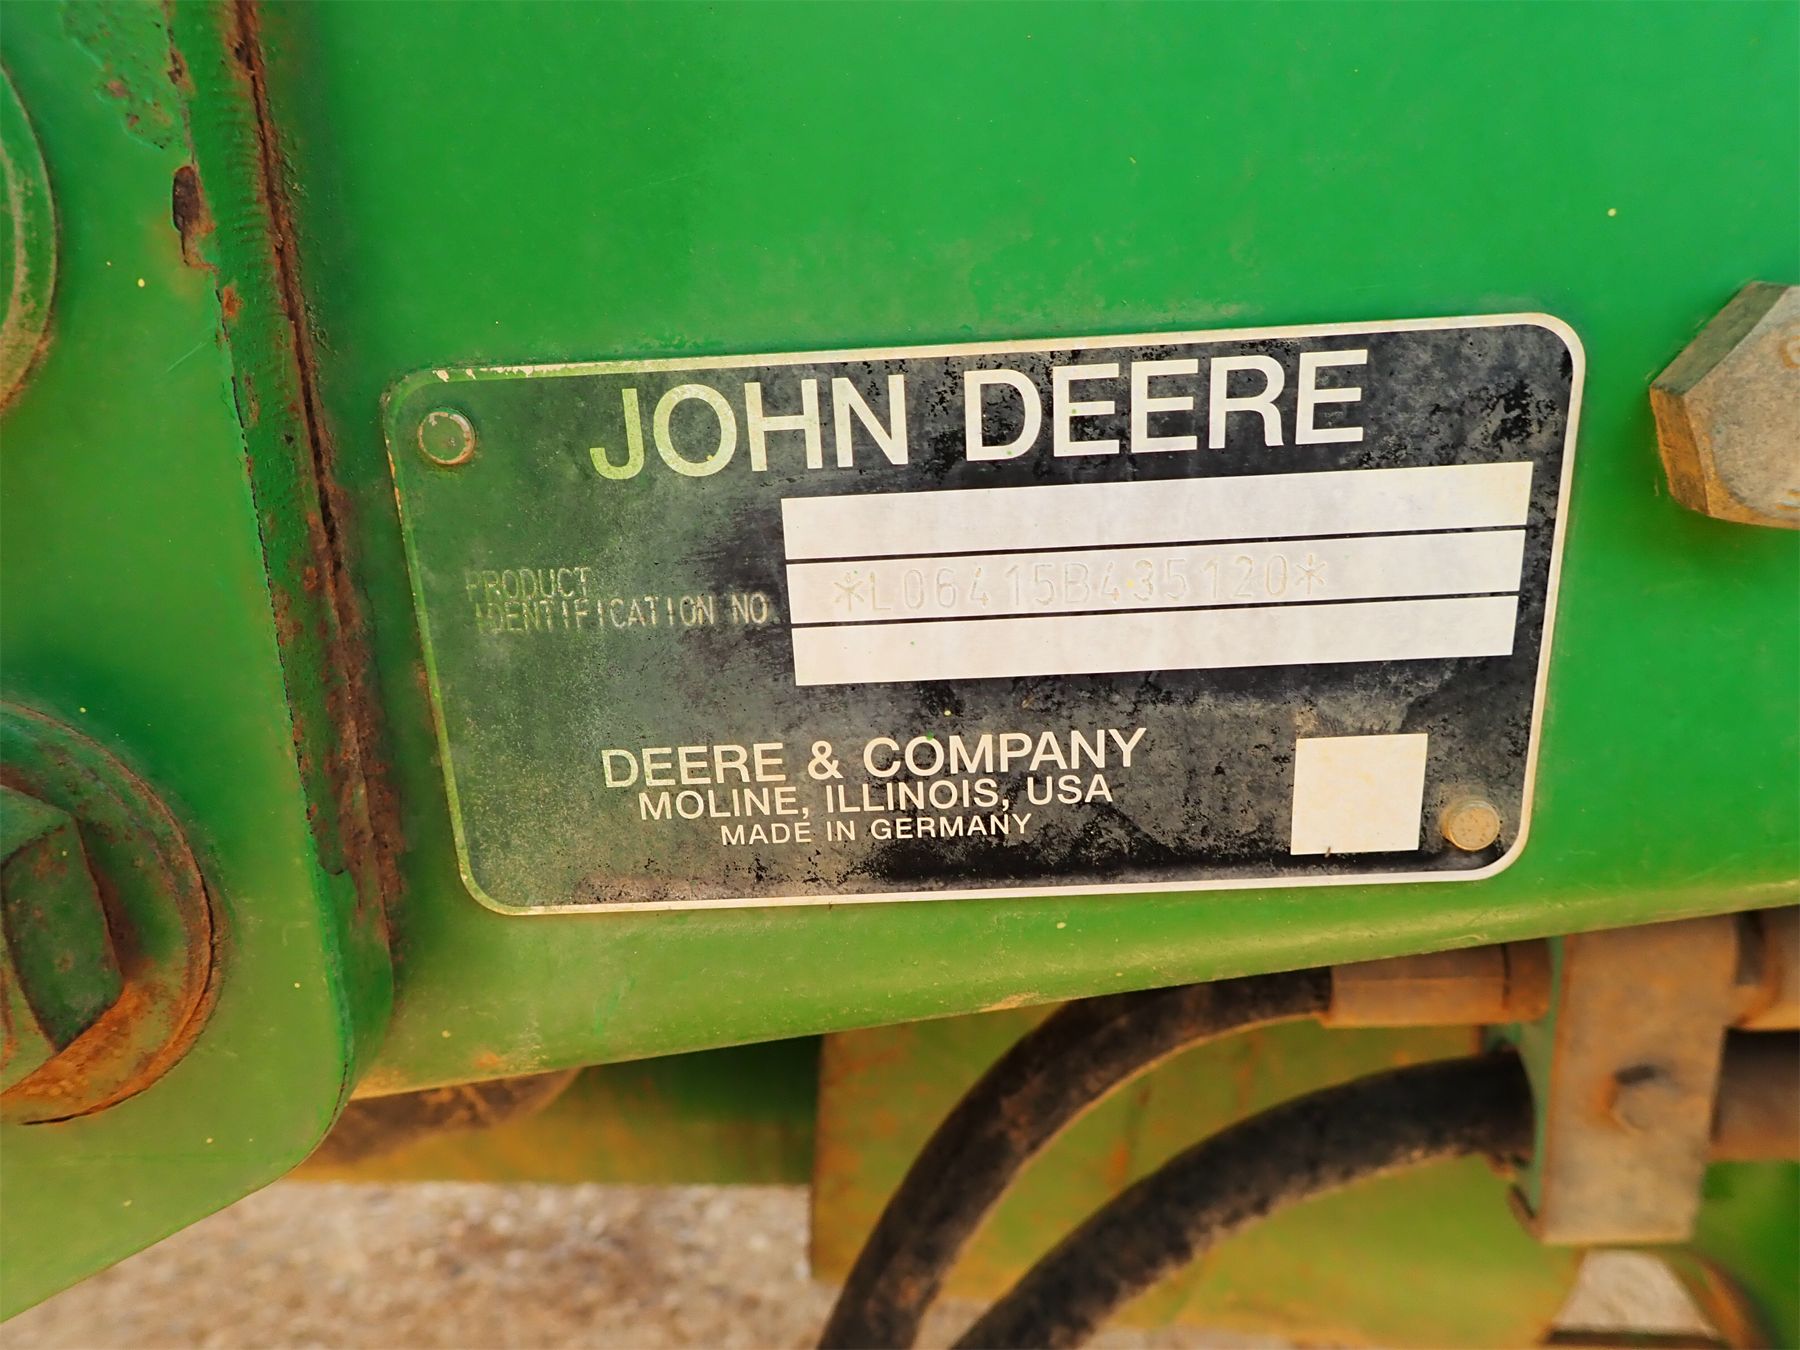 JOHN DEERE
PRODUCT
IDENTIFICATION NO.
*L06415B435120*
DEERE & COMPANY
MOLINE, ILLINOIS, USA
MADE IN GERMANY